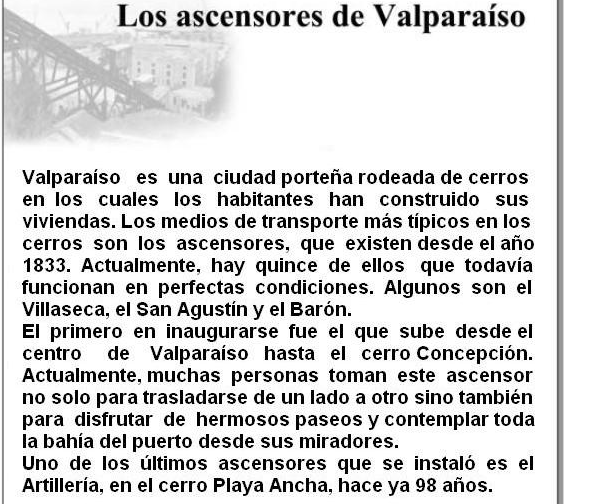 Los ascensores de Valparaíso
Valparaíso es una ciudad porteña rodeada de cerros
en los cuales los habitantes han construido sus
viviendas. Los medios de transporte más típicos en los
cerros son los ascensores, que existen desde el año
1833. Actualmente, hay quince de ellos que todavía
funcionan en perfectas condiciones. Algunos son el
Villaseca, el San Agustín y el Barón.
El primero en inaugurarse fue el que sube desde el
centro de Valparaíso hasta el cerro Concepción.
Actualmente, muchas personas toman este ascensor
no solo para trasladarse de un lado a otro sino también
para disfrutar de hermosos paseos y contemplar toda
la bahía del puerto desde sus miradores.
Uno de los últimos ascensores que se instaló es el
Artillería, en el cerro Playa Ancha, hace ya 98 años.